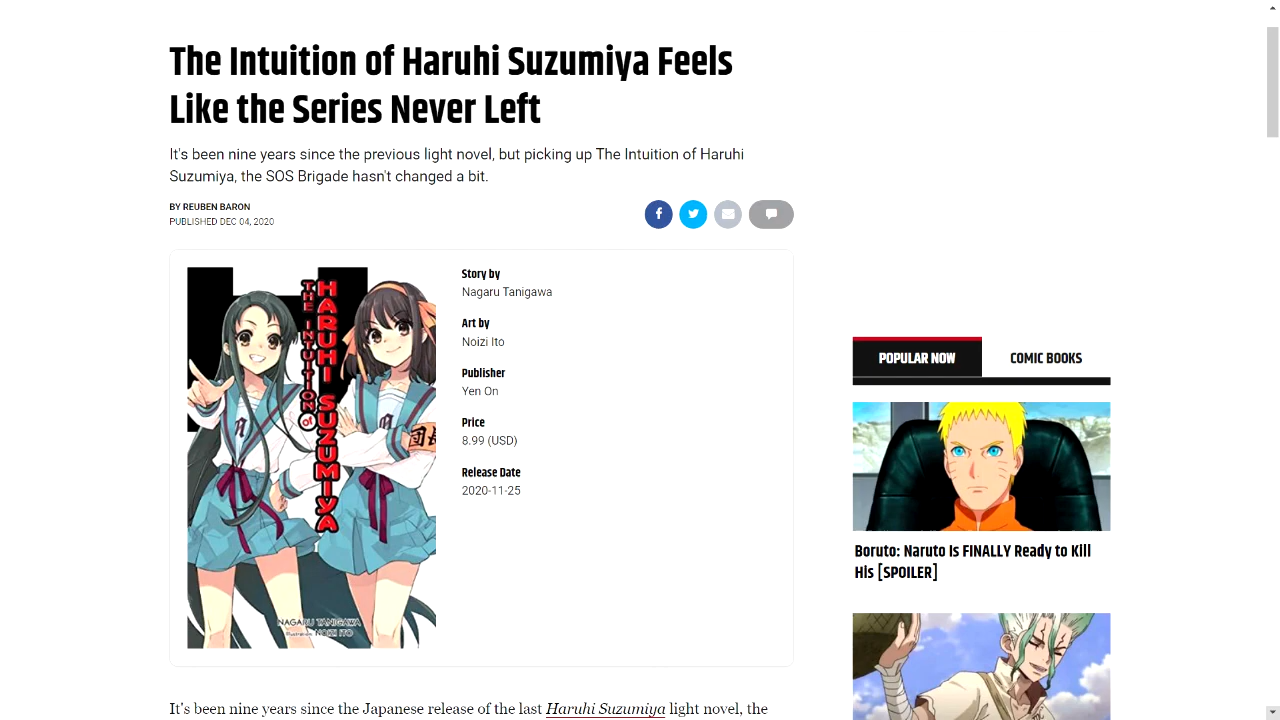 The Intuition of Haruhi Suzumiya Feels
Like the Series Never Left
It's been nine years since the previous light novel, but picking up The Intuition of Haruhi
Suzumiya, the SOS Brigade hasn't changed a bit.
BY REUBEN BARON
PUBLISHED DEC 04, 2020
THE INTUITION OF
HARUHI SUZUMIYA
団長
NAGARU TANIGAWA
Illustration: NOIZI ITO
Story by
Nagaru Tanigawa
Art by
Noizi Ito
Publisher
Yen On
Price
8.99 (USD)
Release Date
2020-11-25
POPULAR NOW
COMIC BOOKS
Boruto: Naruto Is FINALLY Ready to Kill
His [SPOILER]
It's been nine years since the Japanese release of the last Haruhi Suzumiya light novel, the